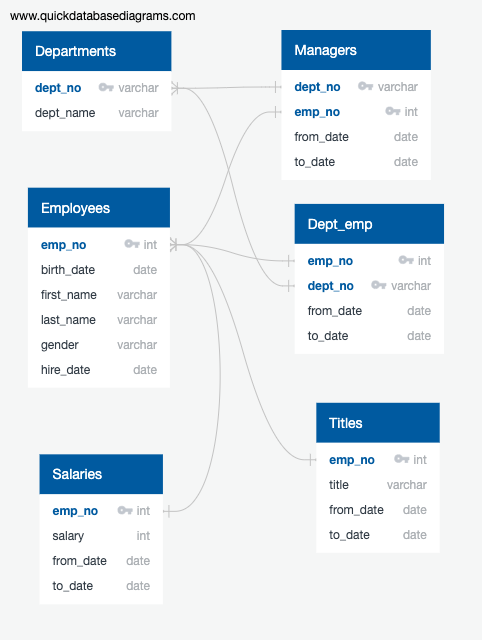 www.quickdatabasediagrams.com
Departments
dept_no varchar
dept_name varchar
Managers
dept_no varchar
emp_no int
from_date date
to_date date
Employees
emp_no int
birth_date date
first_name varchar
last_name varchar
gender varchar
hire_date date
Dept_emp
emp_no int
dept_no varchar
from_date date
to_date date
Salaries
emp_no int
salary int
from_date date
to_date date
Titles
emp_no int
title varchar
from_date date
to_date date